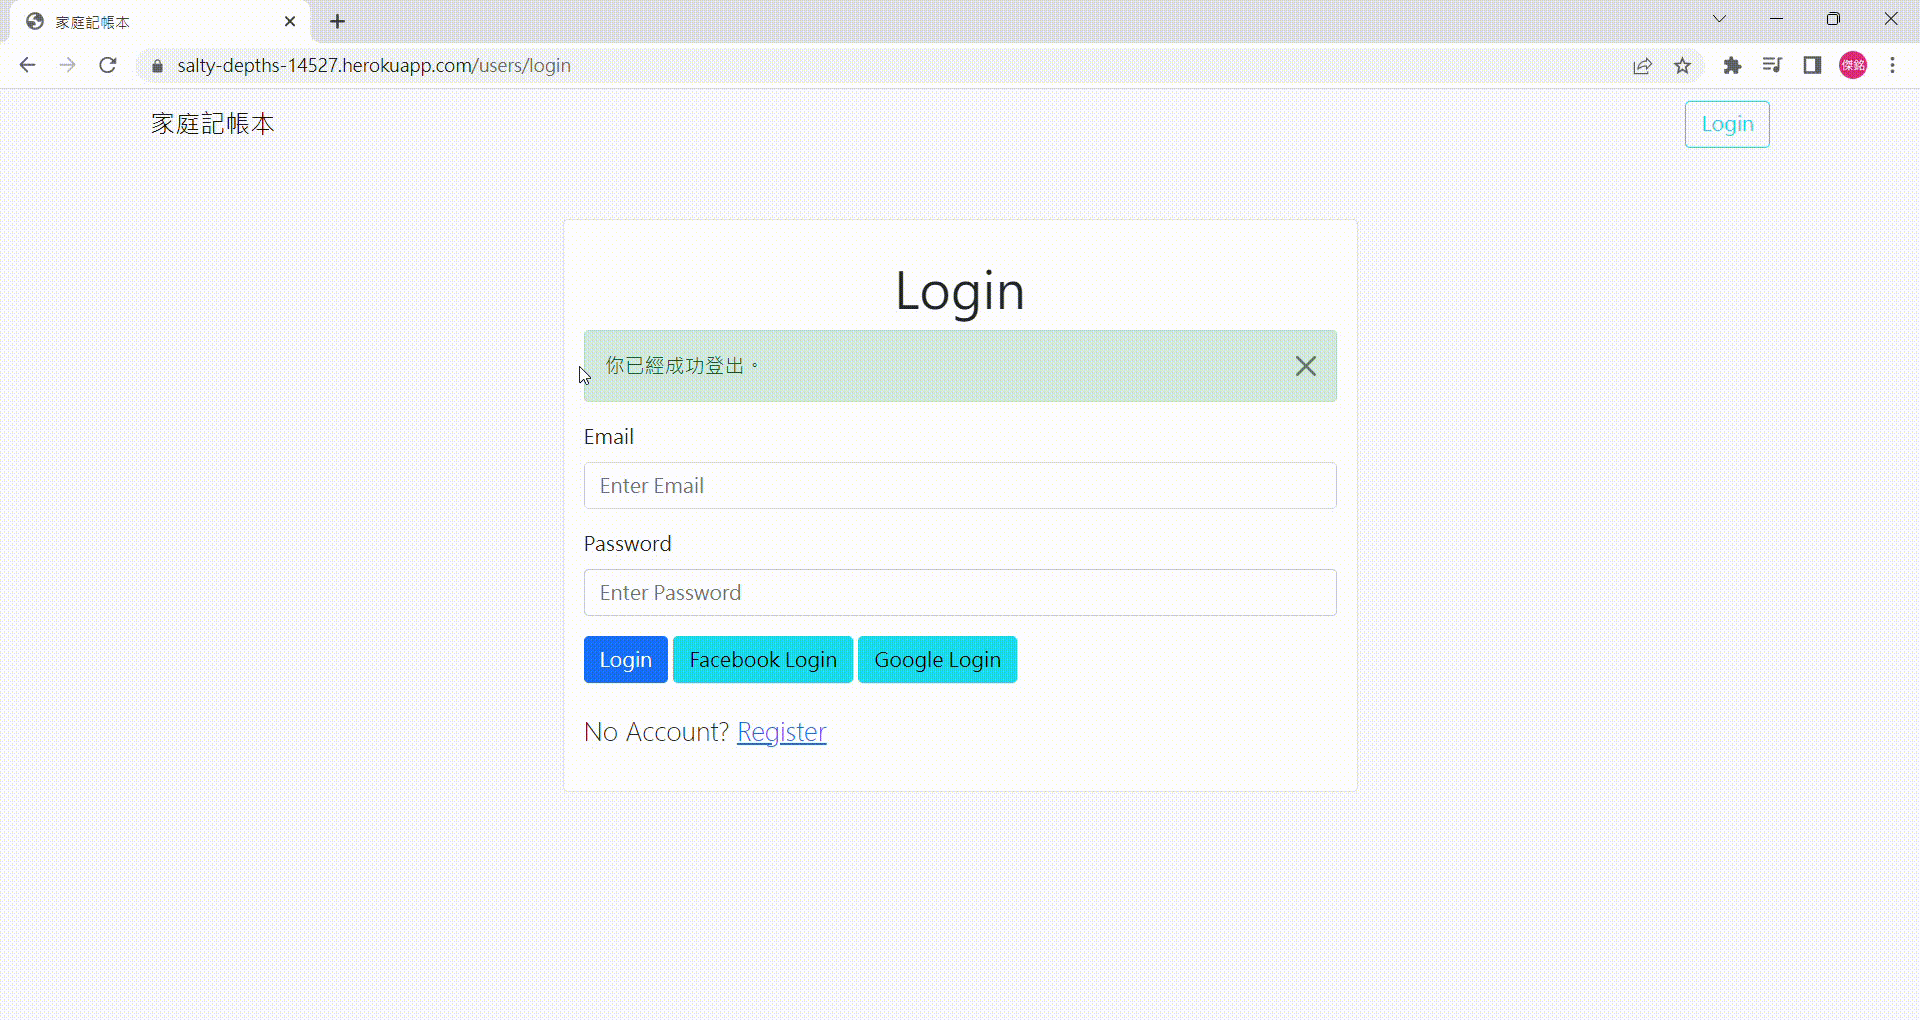 家庭記帳本
salty-depths-14527.herokuapp.com/users/login
傑銘
家庭記帳本
Login
Login
你已經成功登出。
Email
Enter Email
Password
Enter Password
Login Facebook Login Google Login
No Account? Register